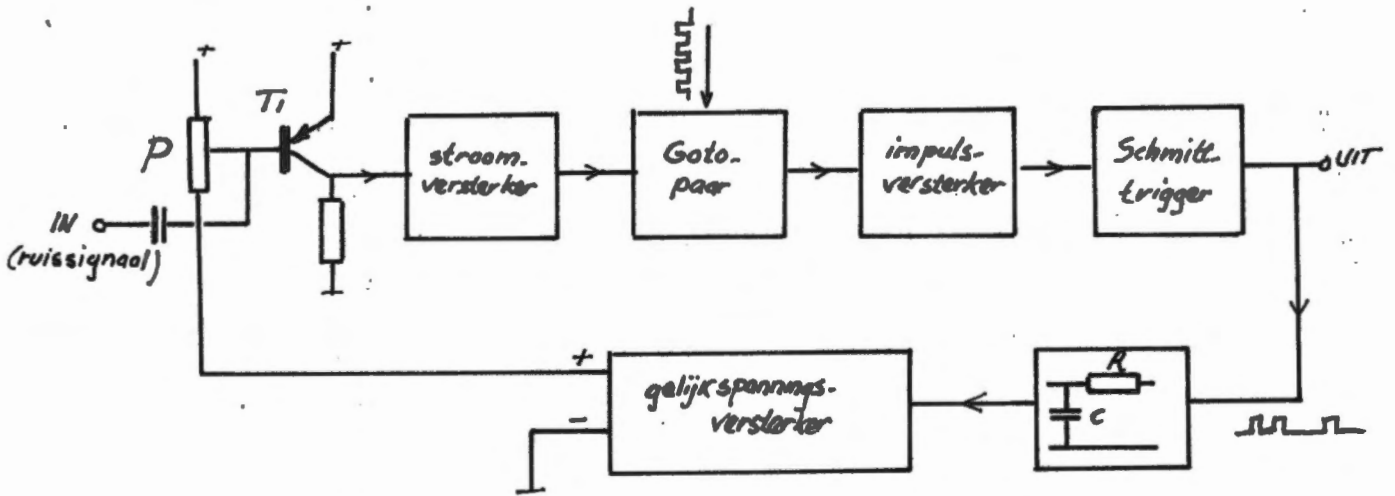 +
+
P
T1
IN
(ruissignaal)
stroom-
versterker
Goto-
paar
impuls-
versterker
Schmitt-
trigger
UIT
+
-
gelijkspannings-
versterker
R
C